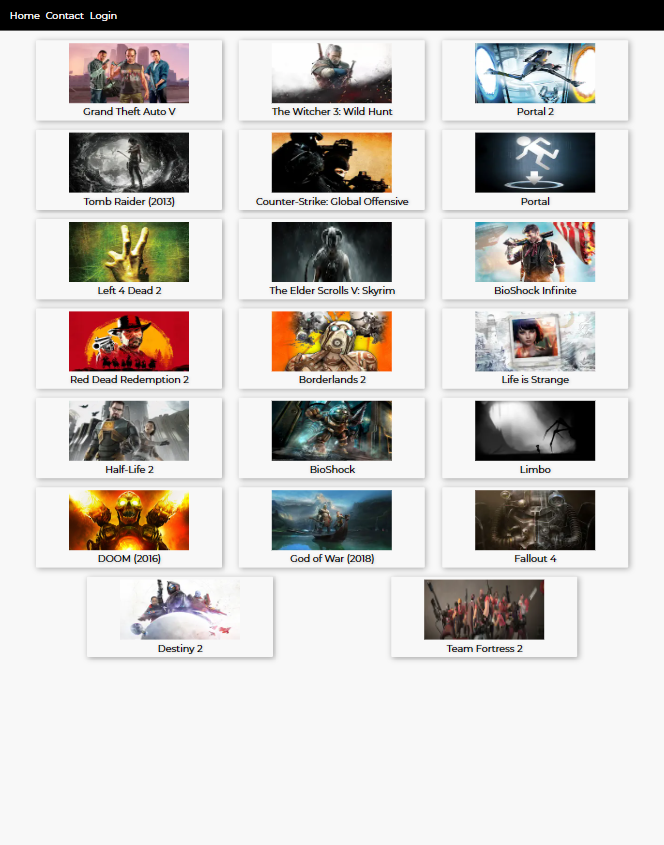 Home Contact Login
Grand Theft Auto V
The Witcher 3: Wild Hunt
Portal 2
Tomb Raider (2013)
Counter-Strike: Global Offensive
Portal
Left 4 Dead 2
The Elder Scrolls V: Skyrim
BioShock Infinite
Red Dead Redemption 2
Borderlands 2
Life is Strange
Half-Life 2
BioShock
Limbo
DOOM (2016)
God of War (2018)
Fallout 4
Destiny 2
Team Fortress 2